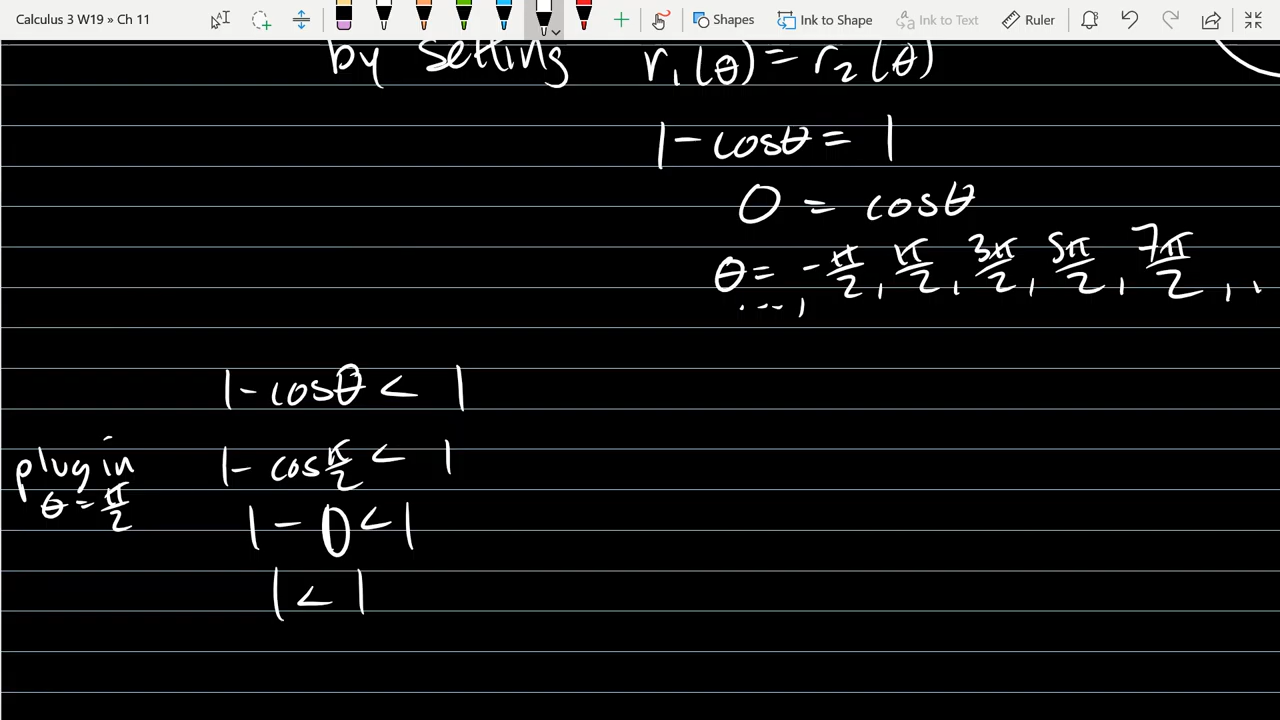 Calculus 3 W19 » Ch 11
Shapes
Ink to Shape
Ink to Text
Ruler
by setting r₁(θ) = r₂(θ)
1 - cosθ = 1
0 = cosθ
θ = ..., -π/2, π/2, 3π/2, 5π/2, 7π/2, .
1 - cosθ < 1
plug in θ = π/2
1 - cos π/2 < 1
1 - 0 < 1
1 < 1